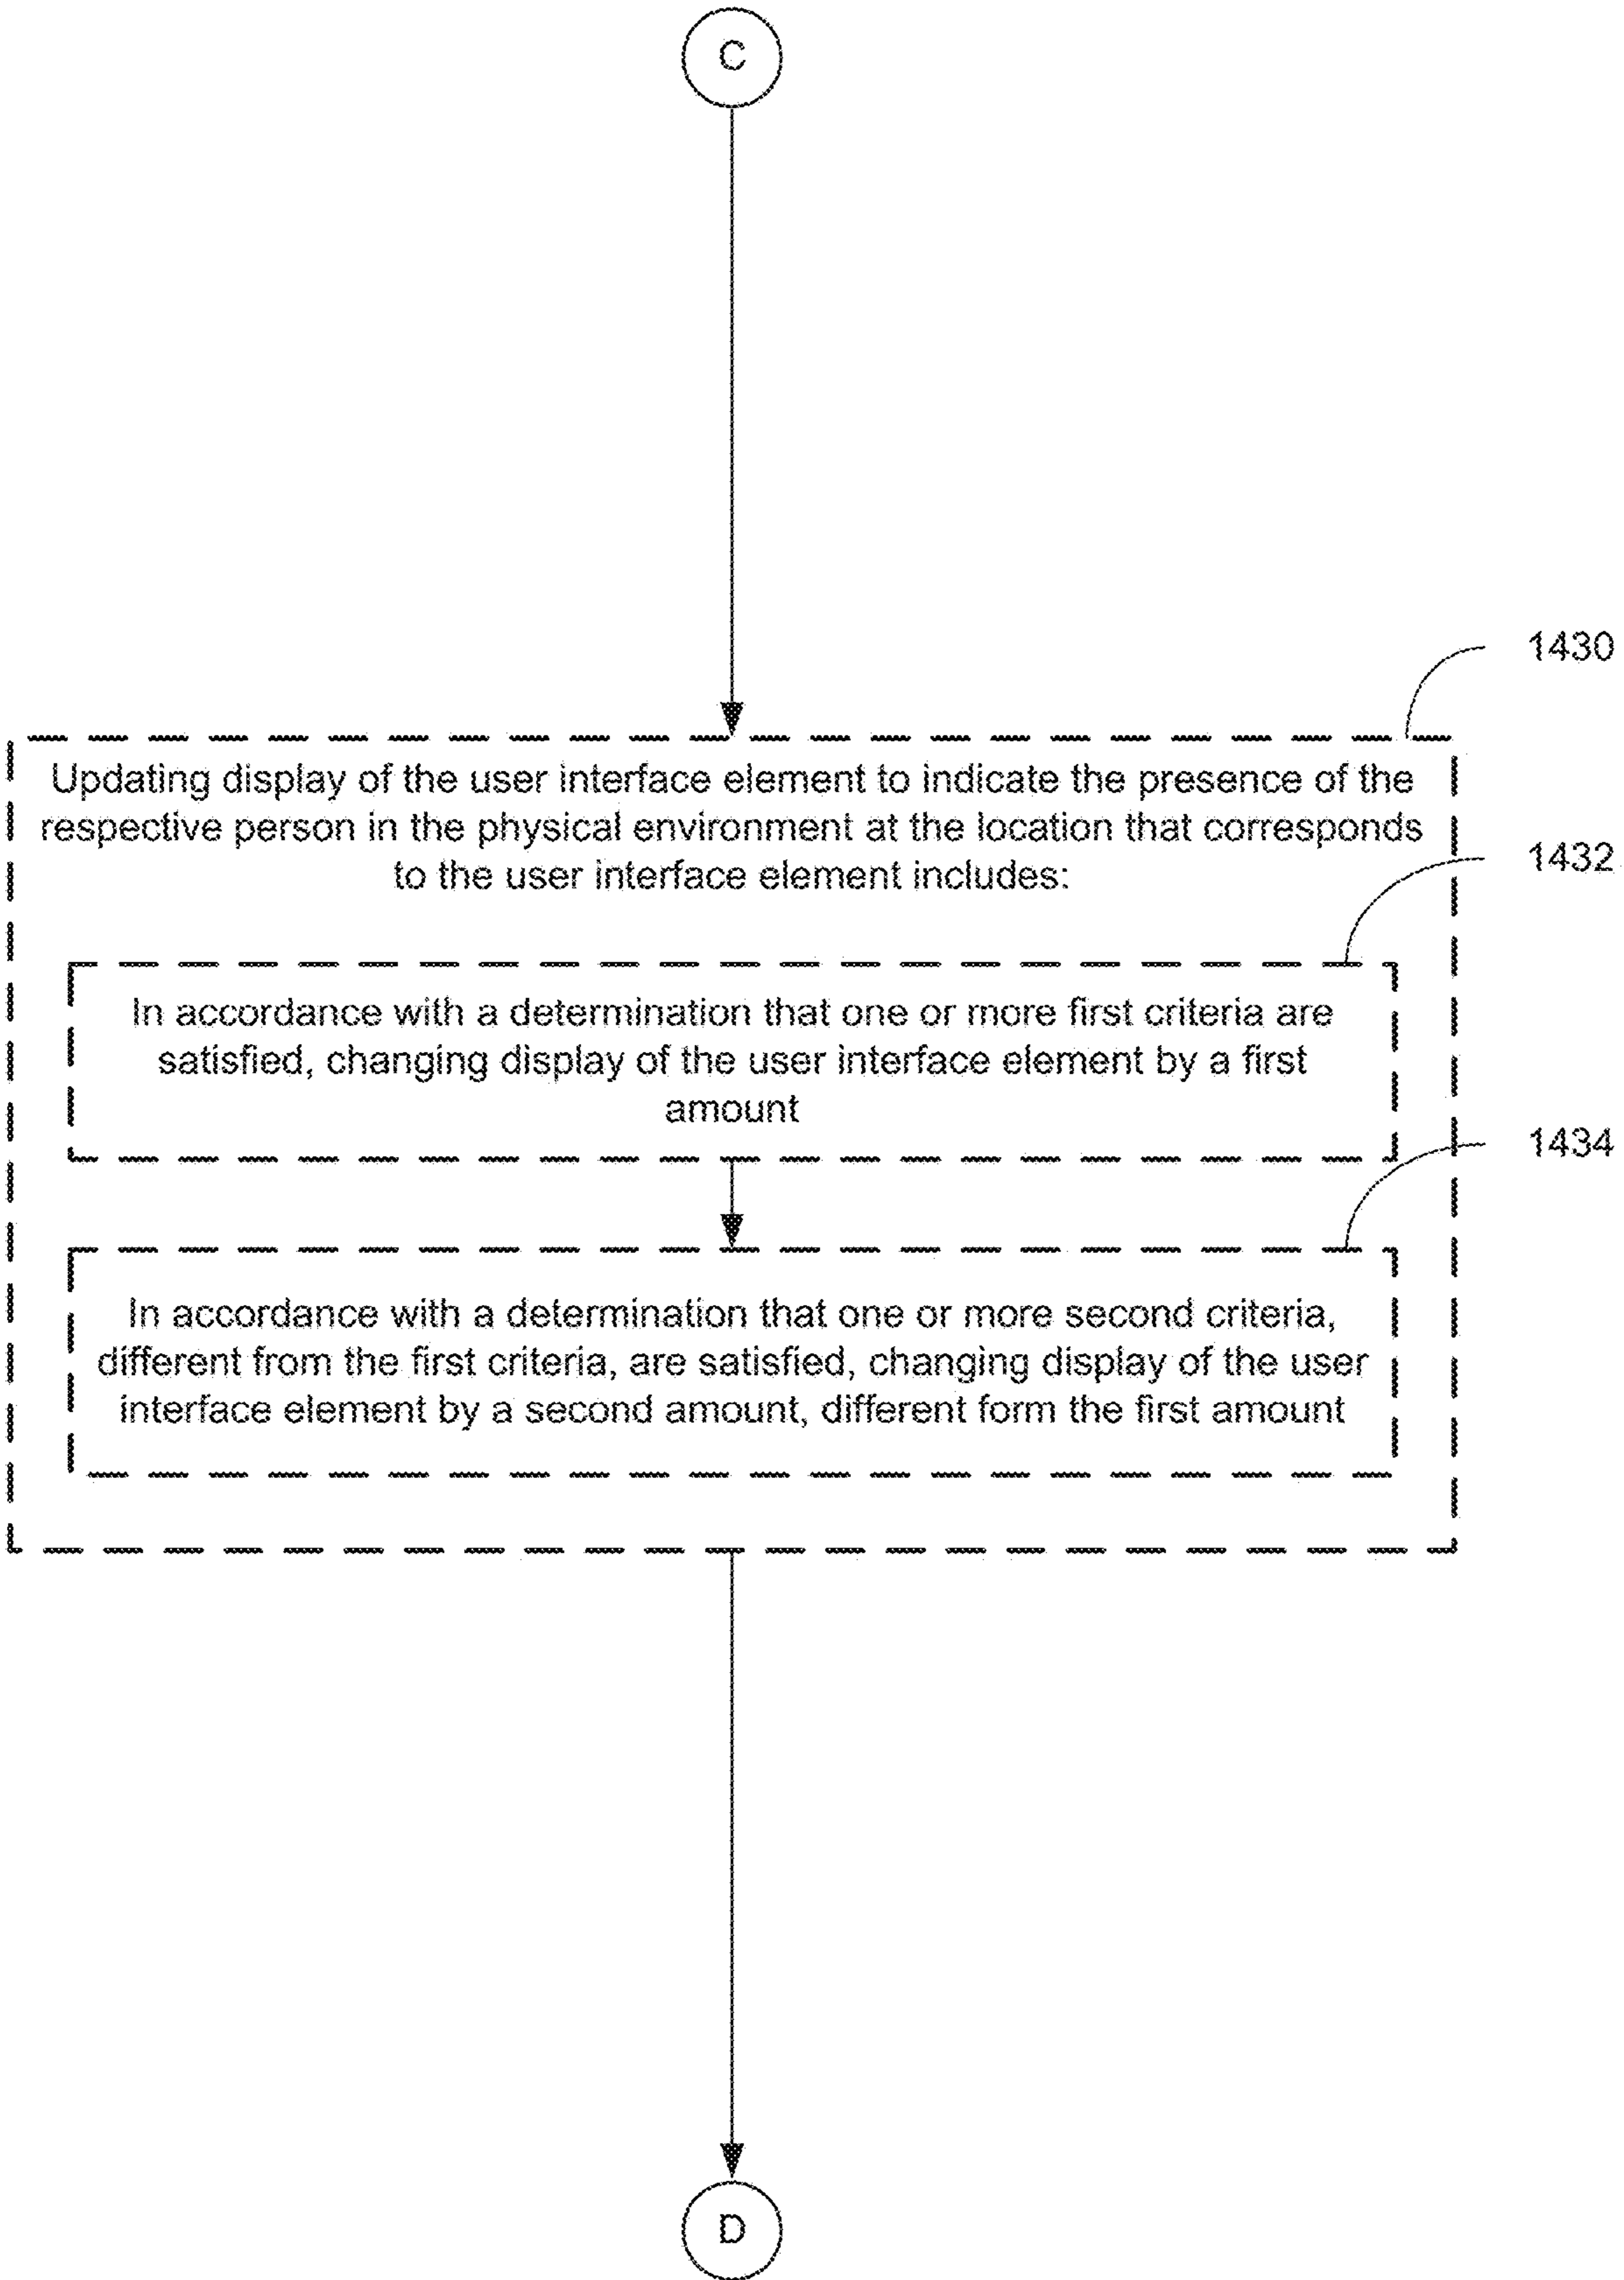 C
1430
Updating display of the user interface element to indicate the presence of the
respective person in the physical environment at the location that corresponds
to the user interface element includes:
1432
In accordance with a determination that one or more first criteria are
satisfied, changing display of the user interface element by a first
amount
1434
In accordance with a determination that one or more second criteria,
different from the first criteria, are satisfied, changing display of the user
interface element by a second amount, different form the first amount
D